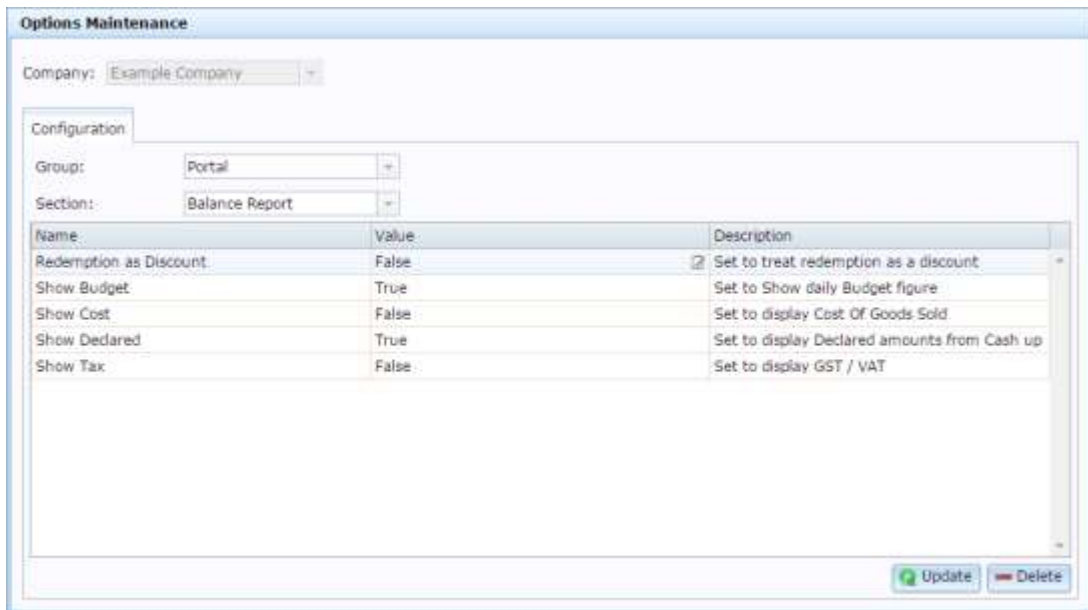 Options Maintenance
Company: Example Company
Configuration
Group: Portal
Section: Balance Report
Name Value Description
Redemption as Discount False Set to treat redemption as a discount
Show Budget True Set to Show daily Budget figure
Show Cost False Set to display Cost Of Goods Sold
Show Declared True Set to display Declared amounts from Cash up
Show Tax False Set to display GST / VAT
Update Delete